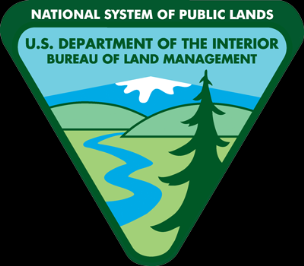 NATIONAL SYSTEM OF PUBLIC LANDS
U.S. DEPARTMENT OF THE INTERIOR
BUREAU OF LAND MANAGEMENT